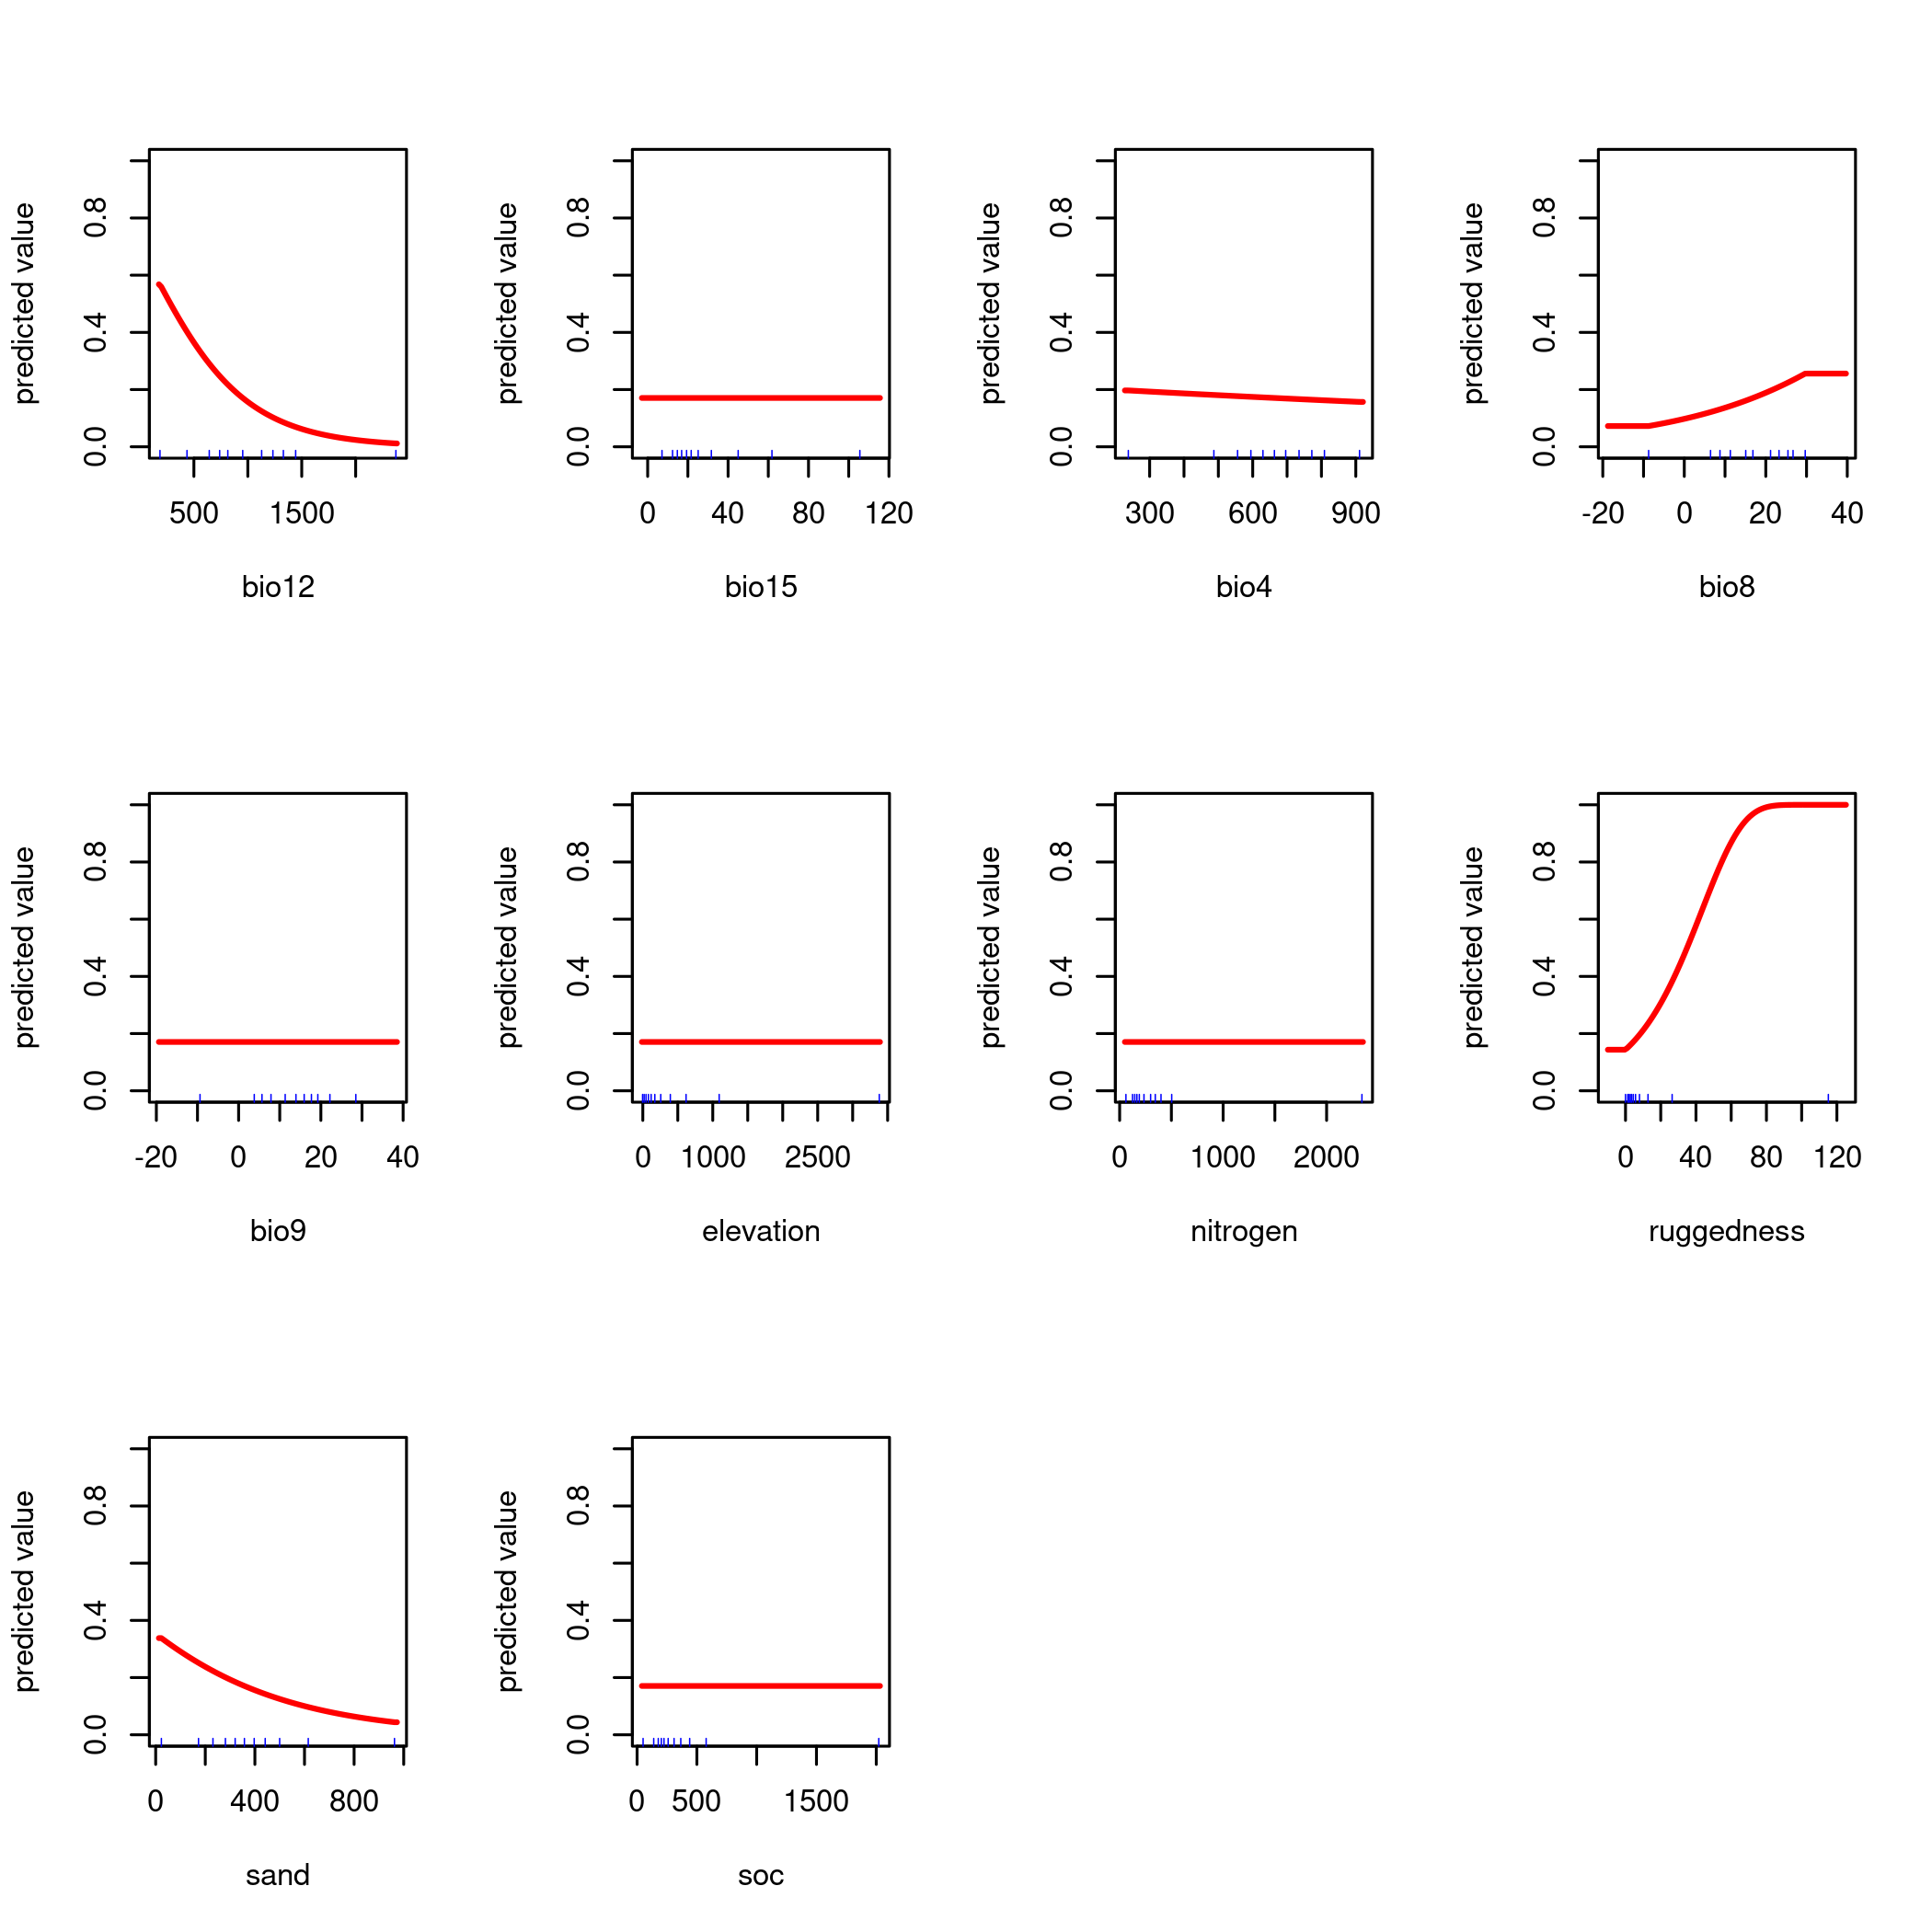 predicted value
0.0 0.4 0.8
500 1500
bio12
predicted value
0.0 0.4 0.8
0 40 80 120
bio15
predicted value
0.0 0.4 0.8
300 600 900
bio4
predicted value
0.0 0.4 0.8
-20 0 20 40
bio8
predicted value
0.0 0.4 0.8
-20 0 20 40
bio9
predicted value
0.0 0.4 0.8
0 1000 2500
elevation
predicted value
0.0 0.4 0.8
0 1000 2000
nitrogen
predicted value
0.0 0.4 0.8
0 40 80 120
ruggedness
predicted value
0.0 0.4 0.8
0 400 800
sand
predicted value
0.0 0.4 0.8
0 500 1500
soc